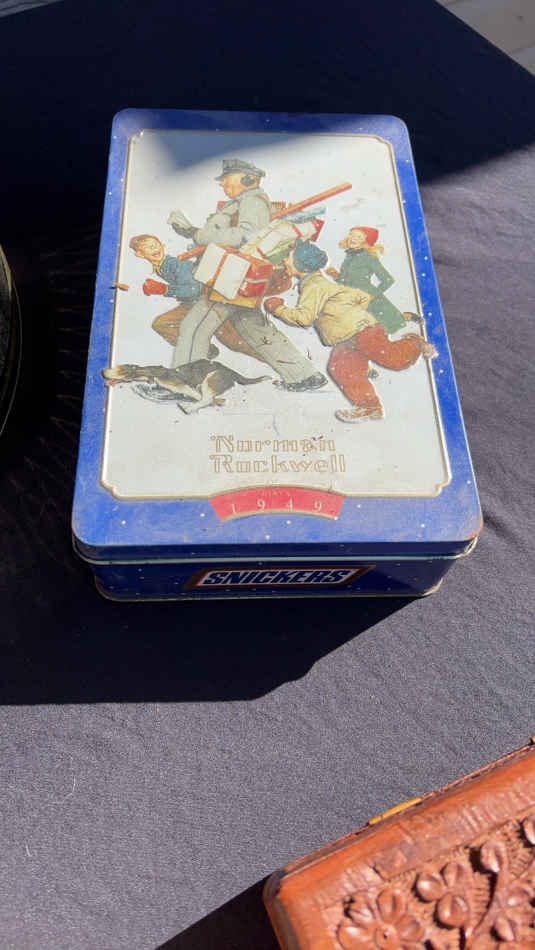 Norman
Rockwell
1949
SNICKERS